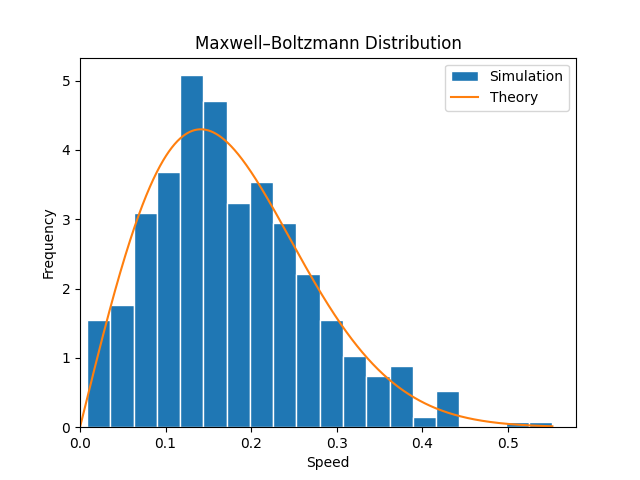 Maxwell–Boltzmann Distribution
Simulation
Theory
Frequency
5
4
3
2
1
0
0.0 0.1 0.2 0.3 0.4 0.5
Speed